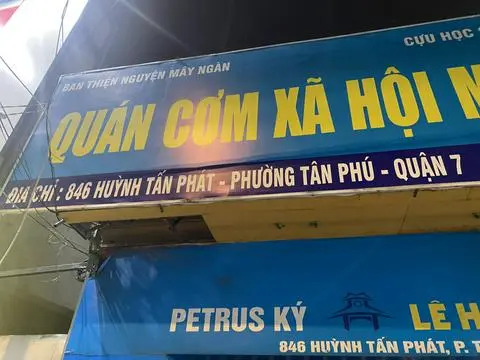 BAN THIỆN NGUYỆN MÂY NGÀN
CỰU HỌC
QUÁN CƠM XÃ HỘI N
ĐỊA CHỈ : 846 HUỲNH TẤN PHÁT - PHƯỜNG TÂN PHÚ - QUẬN 7
PETRUS KÝ LÊ H
846 HUỲNH TẤN PHÁT, P. T